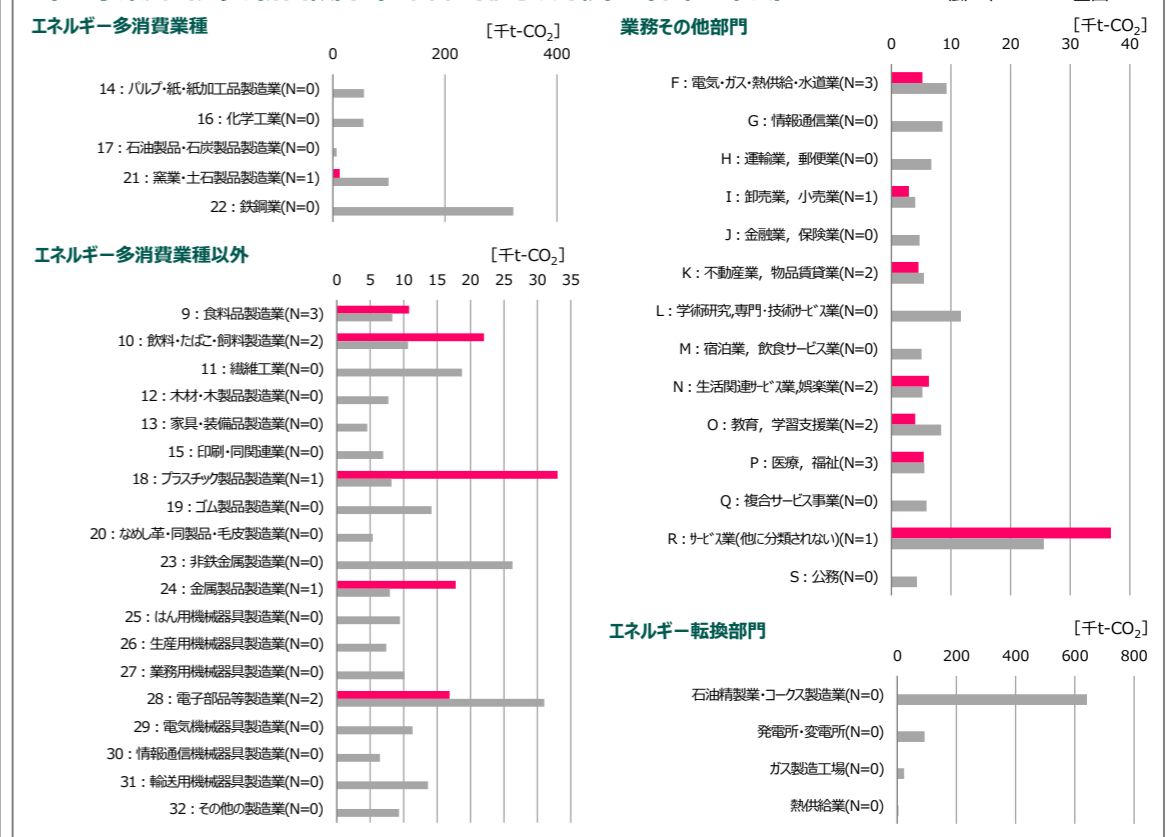 エネルギー多消費業種
[千t-CO2]
0 200 400
14：パルプ・紙・紙加工品製造業(N=0)
16：化学工業(N=0)
17：石油製品・石炭製品製造業(N=0)
21：窯業・土石製品製造業(N=1)
22：鉄鋼業(N=0)
エネルギー多消費業種以外
[千t-CO2]
0 5 10 15 20 25 30 35
9：食料品製造業(N=3)
10：飲料・たばこ・飼料製造業(N=2)
11：繊維工業(N=0)
12：木材・木製品製造業(N=0)
13：家具・装備品製造業(N=0)
15：印刷・同関連業(N=0)
18：プラスチック製品製造業(N=1)
19：ゴム製品製造業(N=0)
20：なめし革・同製品・毛皮製造業(N=0)
23：非鉄金属製造業(N=0)
24：金属製品製造業(N=1)
25：はん用機械器具製造業(N=0)
26：生産用機械器具製造業(N=0)
27：業務用機械器具製造業(N=0)
28：電子部品等製造業(N=2)
29：電気機械器具製造業(N=0)
30：情報通信機械器具製造業(N=0)
31：輸送用機械器具製造業(N=0)
32：その他の製造業(N=0)
業務その他部門
[千t-CO2]
0 10 20 30 40
F：電気・ガス・熱供給・水道業(N=3)
G：情報通信業(N=0)
H：運輸業，郵便業(N=0)
I：卸売業，小売業(N=1)
J：金融業，保険業(N=0)
K：不動産業，物品賃貸業(N=2)
L：学術研究,専門・技術サービス業(N=0)
M：宿泊業，飲食サービス業(N=0)
N：生活関連サービス業,娯楽業(N=2)
O：教育，学習支援業(N=2)
P：医療，福祉(N=3)
Q：複合サービス事業(N=0)
R：サービス業(他に分類されない)(N=1)
S：公務(N=0)
エネルギー転換部門
[千t-CO2]
0 200 400 600 800
石油精製業・コークス製造業(N=0)
発電所・変電所(N=0)
ガス製造工場(N=0)
熱供給業(N=0)